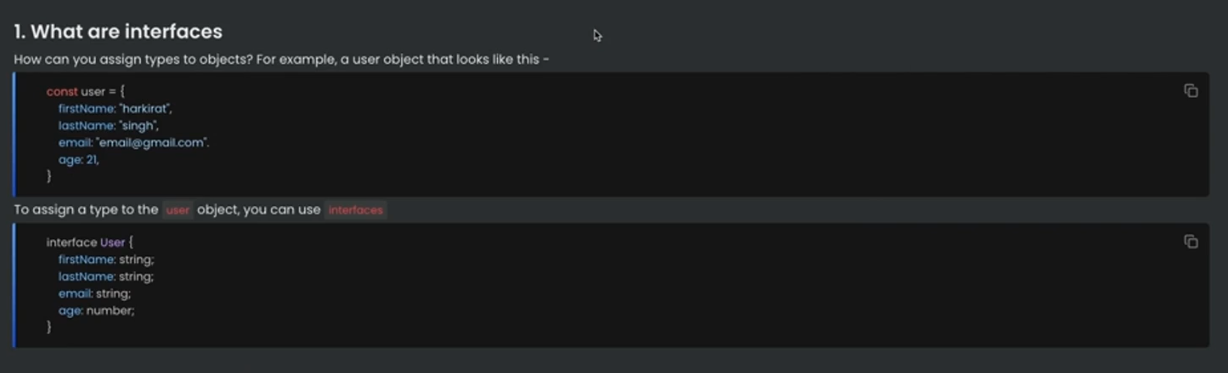 1. What are interfaces
How can you assign types to objects? For example, a user object that looks like this -
const user = {
firstName: "harkirat",
lastName: "singh",
email: "email@gmail.com".
age: 21,
}
To assign a type to the user object, you can use interfaces
interface User {
firstName: string;
lastName: string;
email: string;
age: number;
}